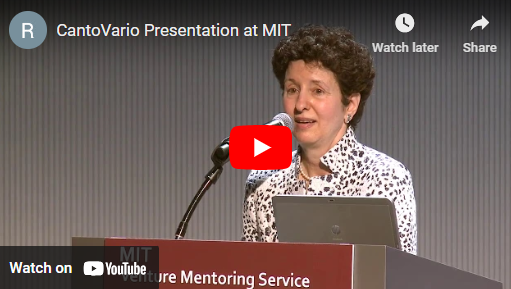 R CantoVario Presentation at MIT
Watch later
Share
MIT
Venture Mentoring Service
Watch on YouTube